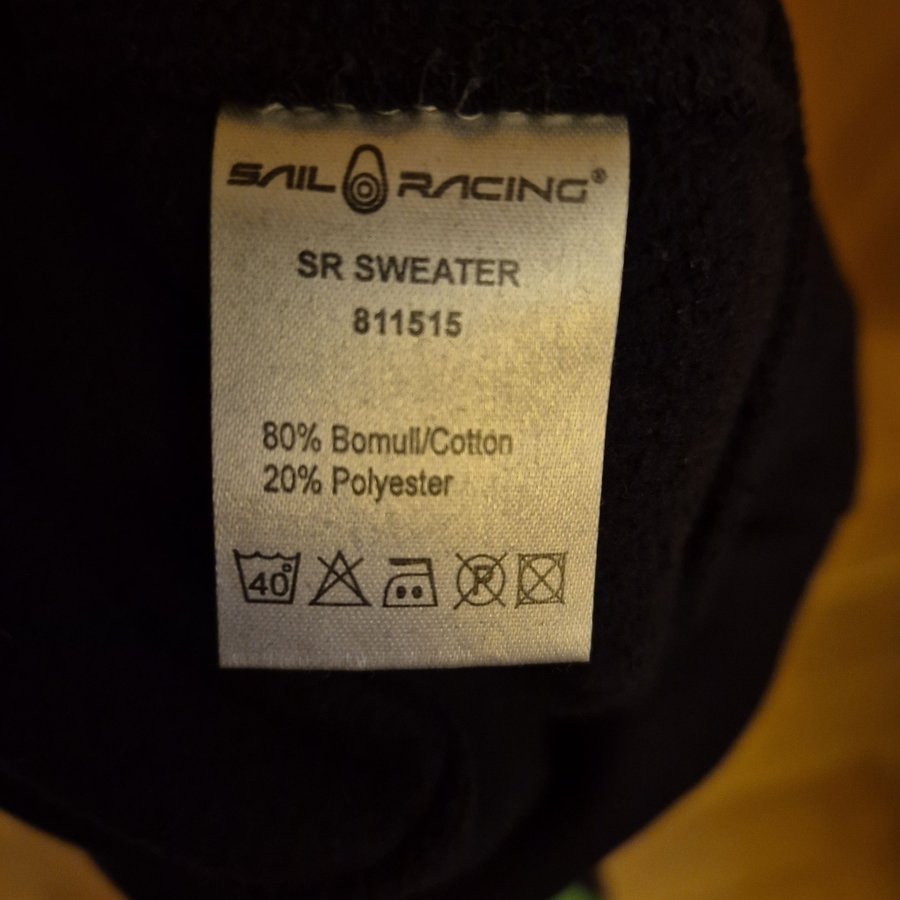 SAIL RACING®
SR SWEATER
811515
80% Bomull/Cotton
20% Polyester
40° P